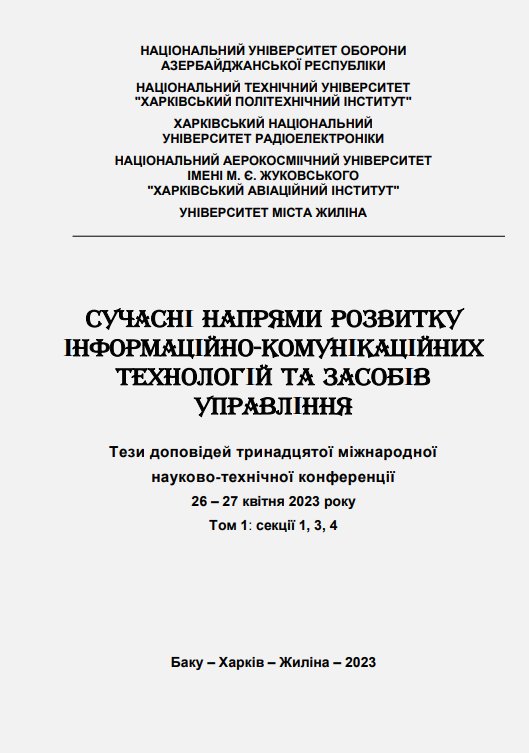 НАЦІОНАЛЬНИЙ УНІВЕРСИТЕТ ОБОРОНИ
АЗЕРБАЙДЖАНСЬКОЇ РЕСПУБЛІКИ
НАЦІОНАЛЬНИЙ ТЕХНІЧНИЙ УНІВЕРСИТЕТ
"ХАРКІВСЬКИЙ ПОЛІТЕХНІЧНИЙ ІНСТИТУТ"
ХАРКІВСЬКИЙ НАЦІОНАЛЬНИЙ
УНІВЕРСИТЕТ РАДІОЕЛЕКТРОНІКИ
НАЦІОНАЛЬНИЙ АЕРОКОСМІІЧНИЙ УНІВЕРСИТЕТ
ІМЕНІ М. Є. ЖУКОВСЬКОГО
"ХАРКІВСЬКИЙ АВІАЦІЙНИЙ ІНСТИТУТ"
УНІВЕРСИТЕТ МІСТА ЖИЛІНА
СУЧАСНІ НАПРЯМИ РОЗВИТКУ
ІНФОРМАЦІЙНО-КОМУНІКАЦІЙНИХ
ТЕХНОЛОГІЙ ТА ЗАСОБІВ
УПРАВЛІННЯ
Тези доповідей тринадцятої міжнародної
науково-технічної конференції
26 – 27 квітня 2023 року
Том 1: секції 1, 3, 4
Баку – Харків – Жиліна – 2023